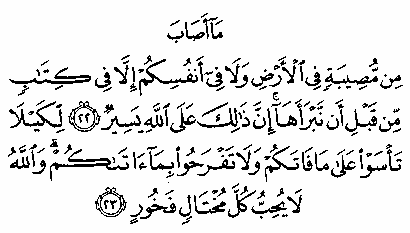 مَآ أَصَابَ
مِن مُّصِيبَةٍ فِي ٱلْأَرْضِ وَلَا فِيٓ أَنفُسِكُمْ إِلَّا فِي كِتَٰبٍ
مِّن قَبْلِ أَن نَّبْرَأَهَآ ۚ إِنَّ ذَٰلِكَ عَلَى ٱللَّهِ يَسِيرٌ ۝٢٢ لِّكَيْلَا
تَأْسَوْا۟ عَلَىٰ مَا فَاتَكُمْ وَلَا تَفْرَحُوا۟ بِمَآ ءَاتَىٰكُمْ ۗ وَٱللَّهُ
لَا يُحِبُّ كُلَّ مُخْتَالٍ فَخُورٍ ۝٢٣